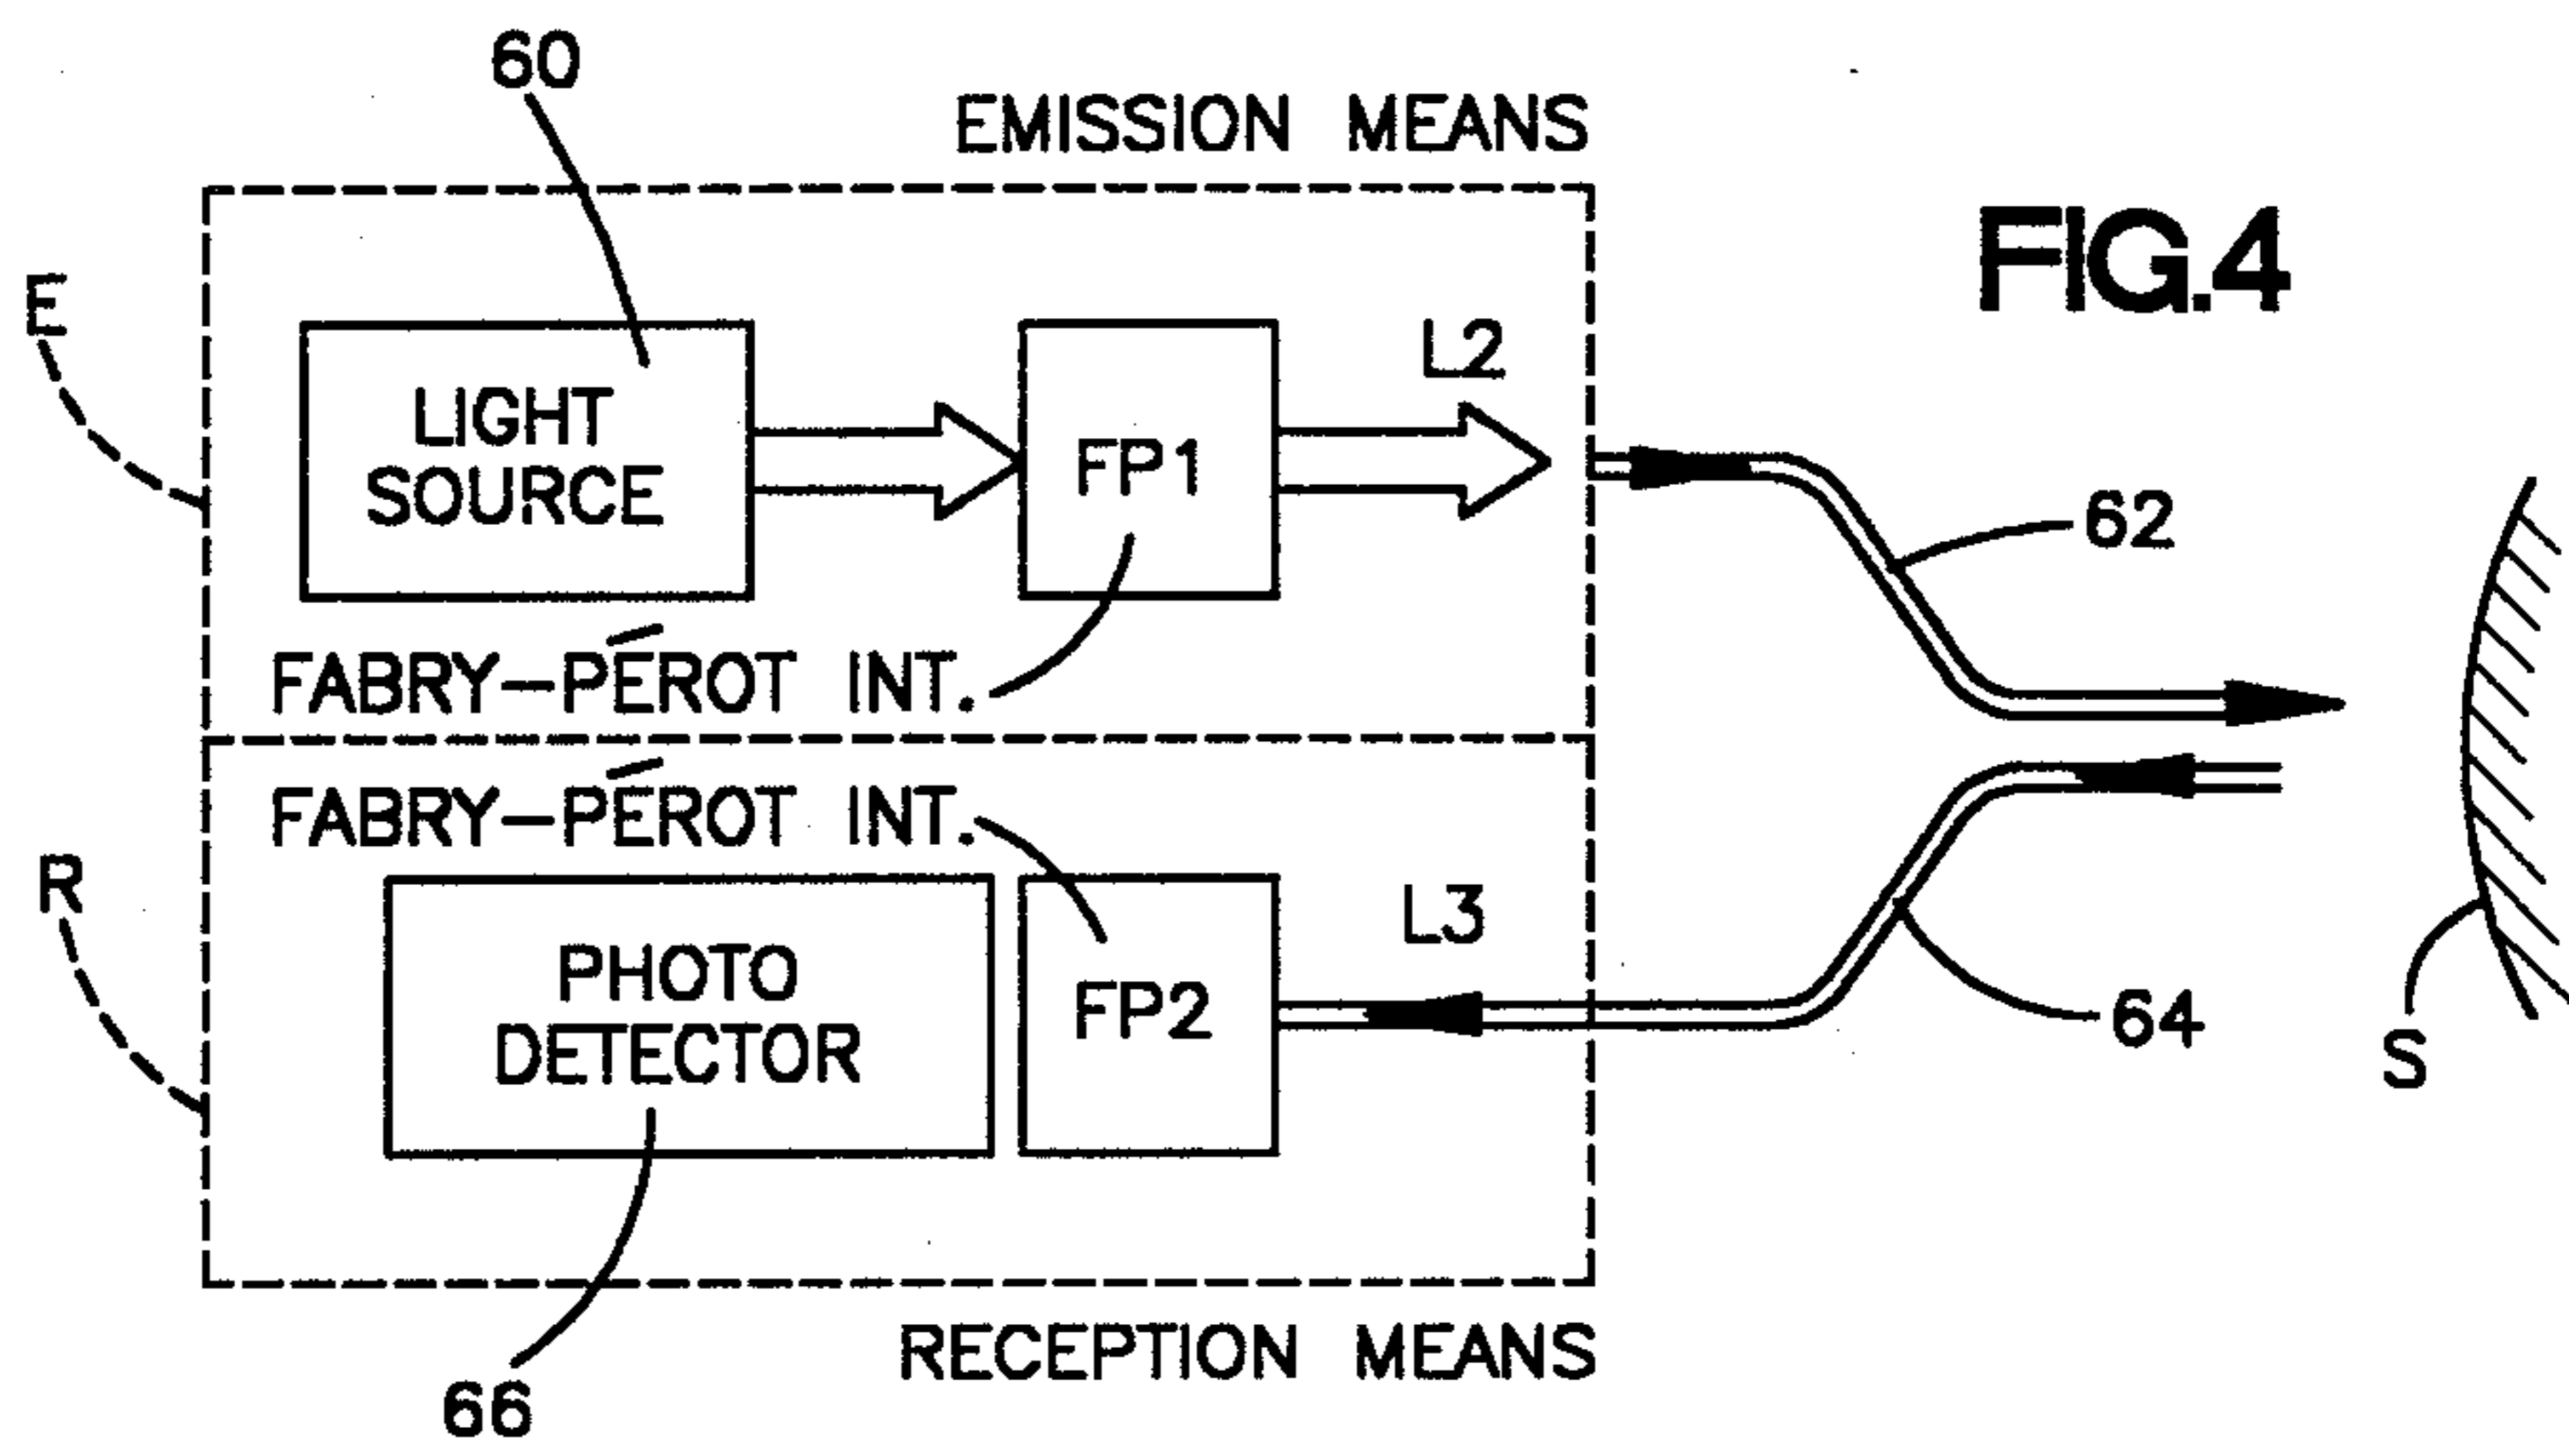 60
EMISSION MEANS
FIG.4
E
LIGHT
SOURCE
FP1
L2
62
FABRY-PÉROT INT.
FABRY-PÉROT INT.
R
PHOTO
DETECTOR
FP2
L3
64
S
RECEPTION MEANS
66